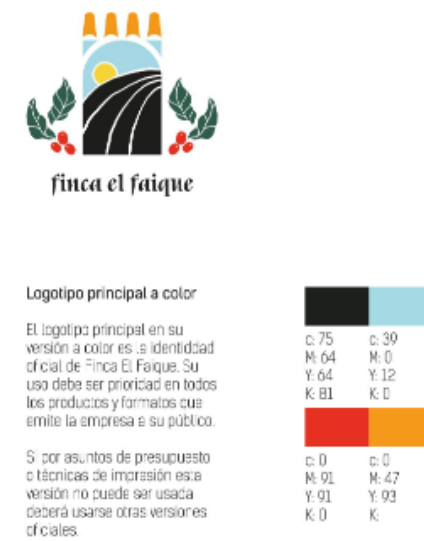 finca el faique
Logotipo principal a color
El logotipo principal en su
versión a color es la identidad
oficial de Finca El Faique. Su
uso debe ser prioridad en todos
los productos y formatos que
emite la empresa a su público.
Si por asuntos de presupuesto
o técnicas de impresión esta
versión no puede ser usada
deberá usarse otras versiones
oficiales.
c: 75
M: 64
Y: 64
K: 81
c: 39
M: 0
Y: 12
K: 0
c: 0
M: 91
Y: 91
K: 0
c: 0
M: 47
Y: 93
K: